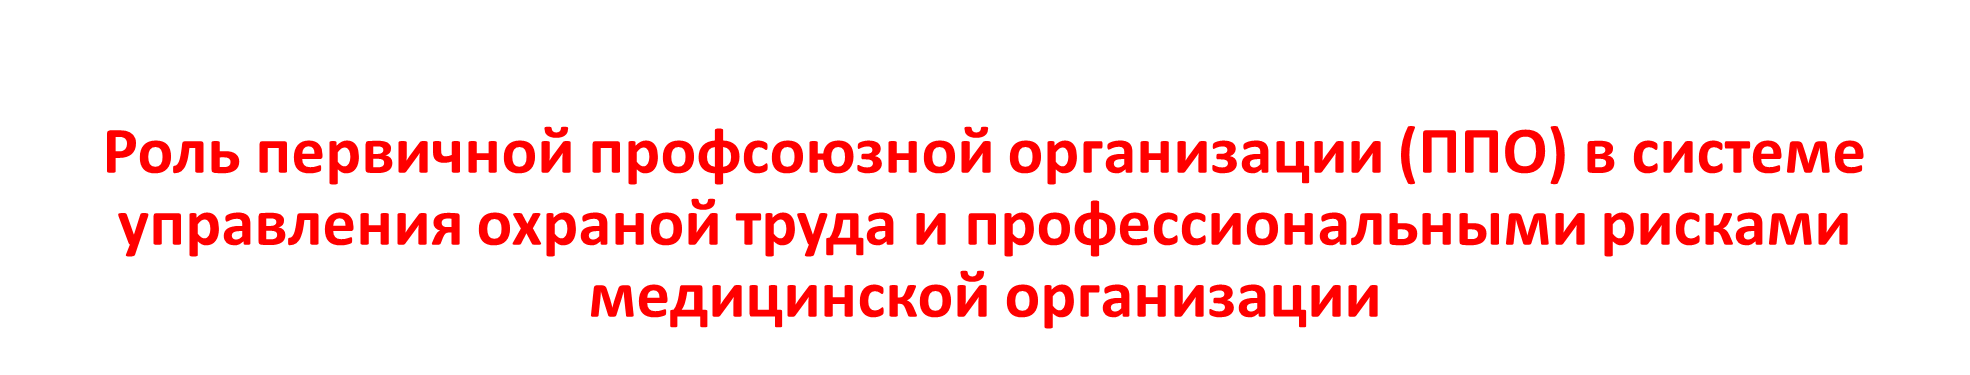 Роль первичной профсоюзной организации (ППО) в системе
управления охраной труда и профессиональными рисками
медицинской организации